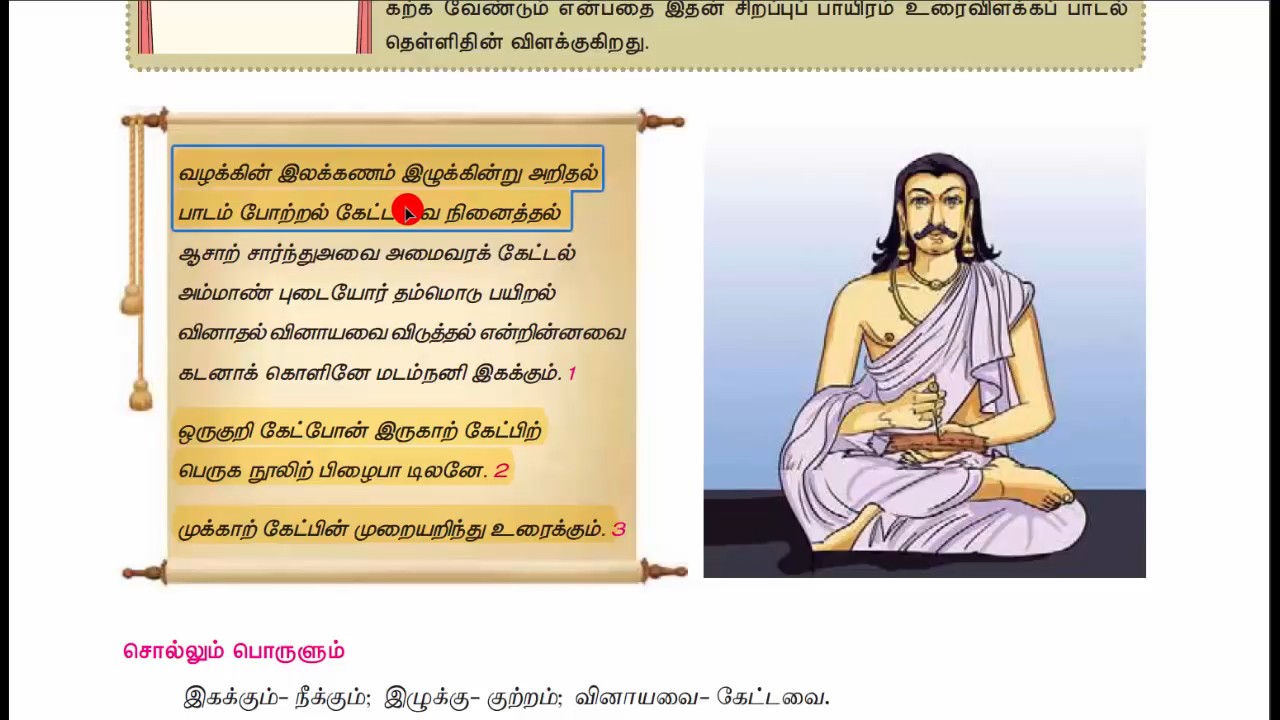 கற்க வேண்டும் என்பதை இதன் சிறப்புப் பாயிரம் உரைவிளக்கப் பாடல்
தெள்ளிதின் விளக்குகிறது.
வழக்கின் இலக்கணம் இழுக்கின்று அறிதல்
பாடம் போற்றல் நினைத்தல்
ஆசாற் சார்ந்துஅவை அமைவரக் கேட்டல்
அம்மாண் புடையோர் தம்மொடு பயிறல்
வினாதல் வினாயவை விடுத்தல் என்றின்னவை
கடனாக் கொளினே மடம்நனி இகக்கும். 1
ஒருகுறி கேட்போன் இருகாற் கேட்பிற்
பெருக நூலிற் பிழைபா டிலனே. 2
முக்காற் கேட்பின் முறையறிந்து உரைக்கும். 3
சொல்லும் பொருளும்
இகக்கும்– நீக்கும்; இழுக்கு– குற்றம்; வினாயவை– கேட்டவை.